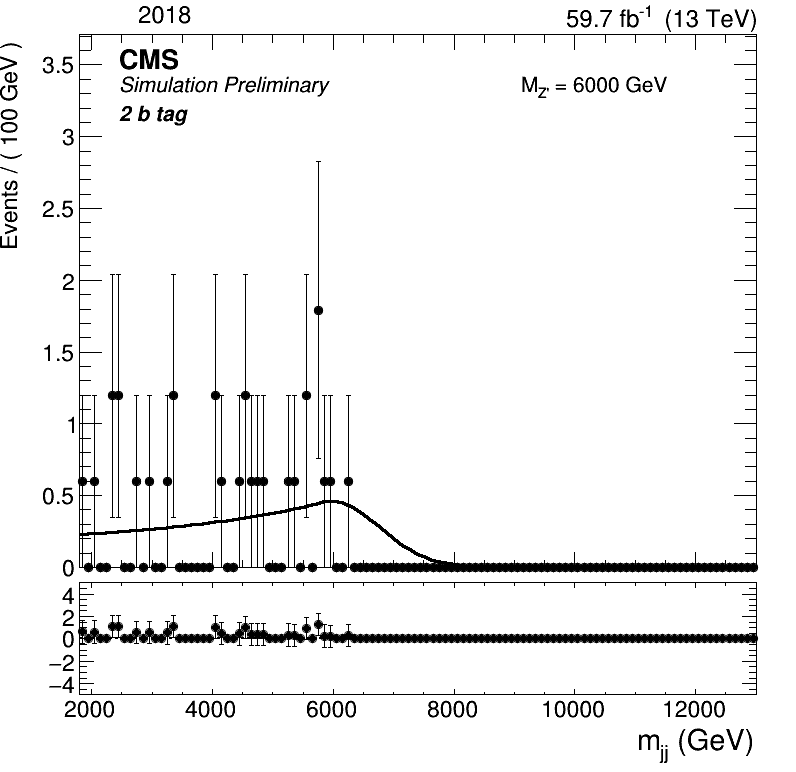 2018 59.7 fb⁻¹ (13 TeV)
CMS
Simulation Preliminary
M_Z' = 6000 GeV
2 b tag
Events / ( 100 GeV )
3.5
3
2.5
2
1.5
1
0.5
0
4
2
0
−2
−4
2000 4000 6000 8000 10000 12000
m_jj (GeV)